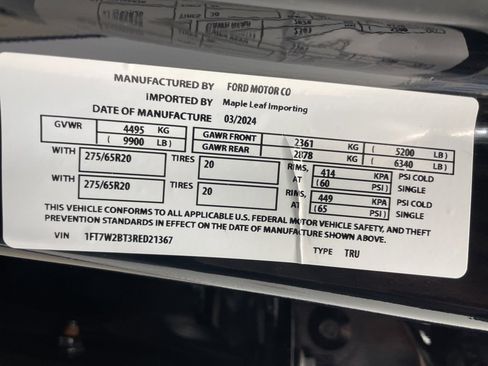 MANUFACTURED BY FORD MOTOR CO
IMPORTED BY Maple Leaf Importing
DATE OF MANUFACTURE 03/2024
GVWR 4495 KG GAWR FRONT 2361 KG ( 5200 LB)
( 9900 LB) GAWR REAR 2878 KG ( 6340 LB)
WITH 275/65R20 TIRES 20 RIMS, AT 414 KPA PSI COLD
(60 PSI) SINGLE
WITH 275/65R20 TIRES 20 RIMS, AT 449 KPA PSI COLD
(65 PSI) SINGLE
THIS VEHICLE CONFORMS TO ALL APPLICABLE U.S. FEDERAL MOTOR VEHICLE SAFETY, AND THEFT
PREVENTION STANDARDS IN EFFECT ON THE DATE OF MANUFACTURE SHOWN ABOVE.
VIN 1FT7W2BT3RED21367 TYPE TRU